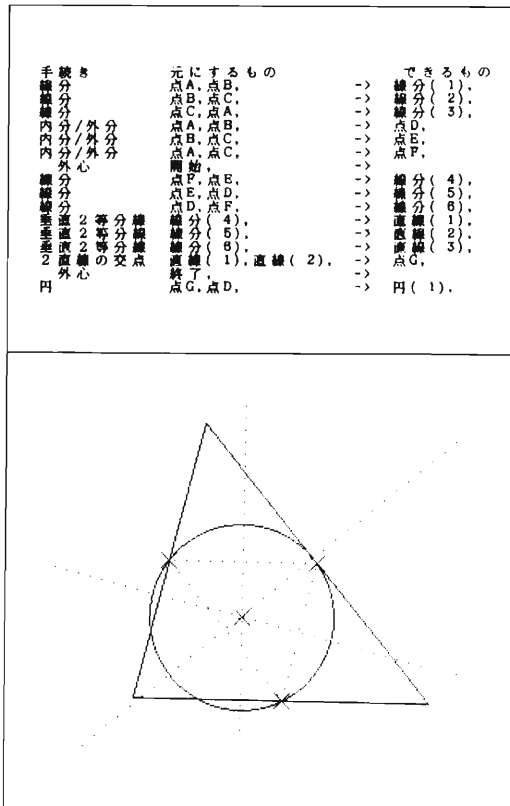 手続き 元にするもの できるもの
線分 点A,点B, -> 線分( 1),
線分 点B,点C, -> 線分( 2),
線分 点C,点A, -> 線分( 3),
内分/外分 点A,点B, -> 点D,
内分/外分 点B,点C, -> 点E,
内分/外分 点A,点C, -> 点F,
外心 開始, ->
線分 点F,点E, -> 線分( 4),
線分 点E,点D, -> 線分( 5),
線分 点D,点F, -> 線分( 6),
垂直2等分線 線分( 4), -> 直線( 1),
垂直2等分線 線分( 5), -> 直線( 2),
垂直2等分線 線分( 6), -> 直線( 3),
2直線の交点 直線( 1),直線( 2), -> 点G,
外心 終了, ->
円 点G,点D, -> 円( 1),